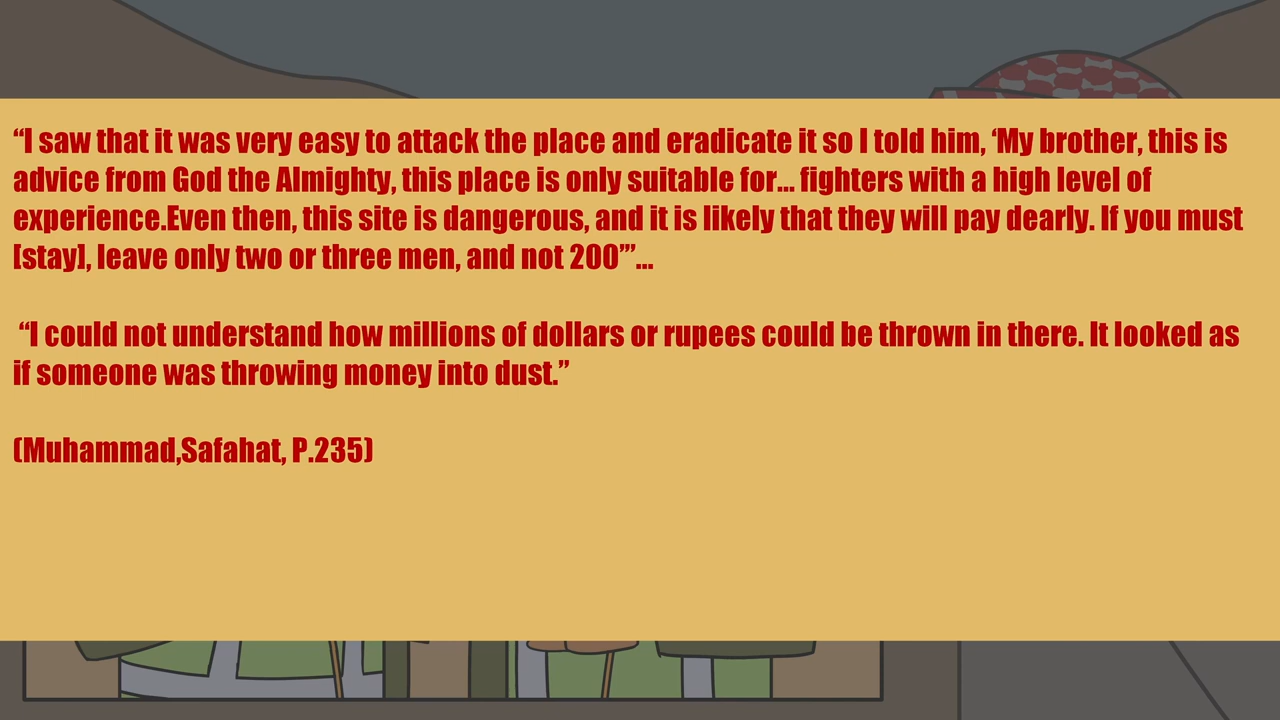 “I saw that it was very easy to attack the place and eradicate it so I told him, ‘My brother, this is
advice from God the Almighty, this place is only suitable for... fighters with a high level of
experience.Even then, this site is dangerous, and it is likely that they will pay dearly. If you must
[stay], leave only two or three men, and not 200’”...
“I could not understand how millions of dollars or rupees could be thrown in there. It looked as
if someone was throwing money into dust.”
(Muhammad,Safahat, P.235)